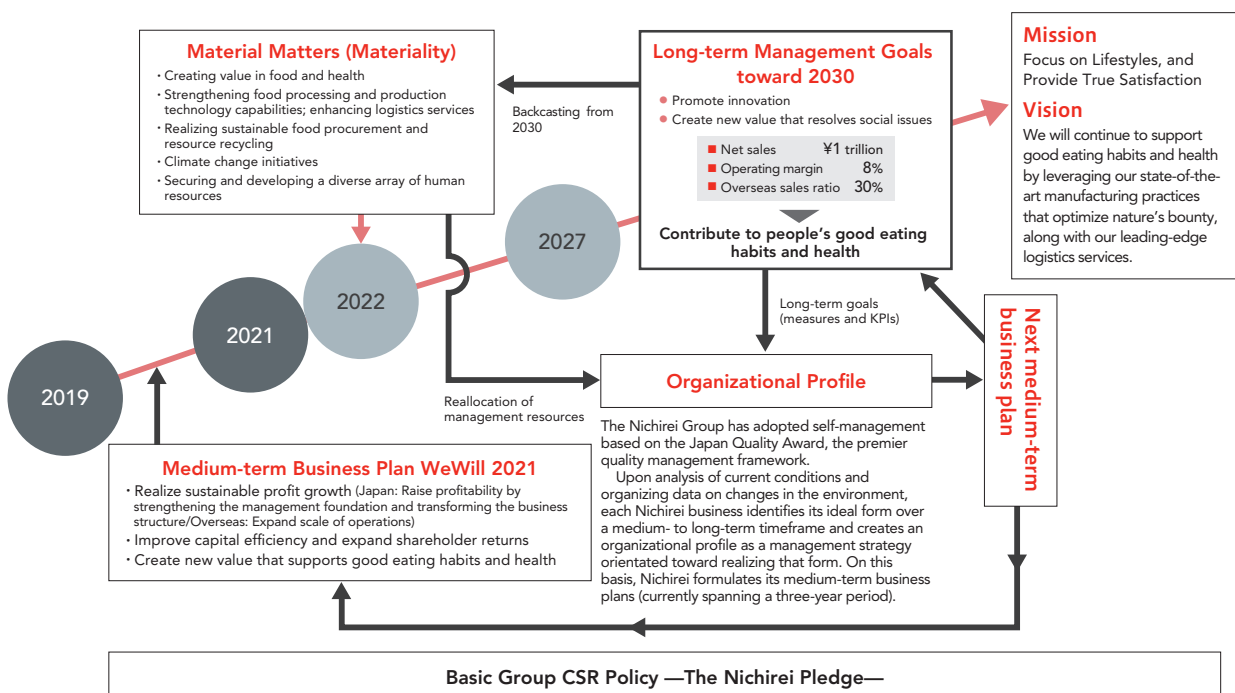 Material Matters (Materiality)
・Creating value in food and health
・Strengthening food processing and production
technology capabilities; enhancing logistics services
・Realizing sustainable food procurement and
resource recycling
・Climate change initiatives
・Securing and developing a diverse array of human
resources
Backcasting from
2030
Long-term Management Goals
toward 2030
● Promote innovation
● Create new value that resolves social issues
■ Net sales ¥1 trillion
■ Operating margin 8%
■ Overseas sales ratio 30%
Contribute to people's good eating
habits and health
Mission
Focus on Lifestyles, and
Provide True Satisfaction
Vision
We will continue to support
good eating habits and health
by leveraging our state-of-the-
art manufacturing practices
that optimize nature's bounty,
along with our leading-edge
logistics services.
2019
2021
2022
2027
Long-term goals
(measures and KPIs)
Reallocation of
management resources
Organizational Profile
Next medium-term
business plan
The Nichirei Group has adopted self-management
based on the Japan Quality Award, the premier
quality management framework.
Upon analysis of current conditions and
organizing data on changes in the environment,
each Nichirei business identifies its ideal form over
a medium- to long-term timeframe and creates an
organizational profile as a management strategy
orientated toward realizing that form. On this
basis, Nichirei formulates its medium-term business
plans (currently spanning a three-year period).
Medium-term Business Plan WeWill 2021
・Realize sustainable profit growth (Japan: Raise profitability by
strengthening the management foundation and transforming the business
structure/Overseas: Expand scale of operations)
・Improve capital efficiency and expand shareholder returns
・Create new value that supports good eating habits and health
Basic Group CSR Policy —The Nichirei Pledge—